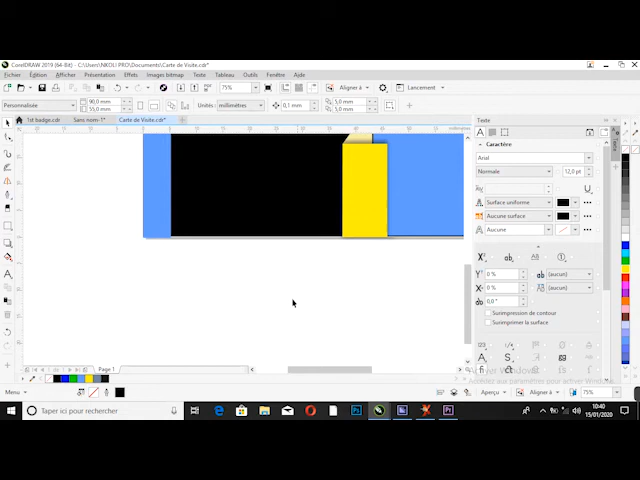 CorelDRAW 2019 (64-Bit) - C:\Users\NKOLI PRO\Documents\Carte de Visite.cdr*
Fichier Édition Afficher Présentation Effets Images bitmap Texte Tableau Outils Fenêtre Aide
75% Aligner à Lancement
Personnalisée 90,0 mm 55,0 mm Unités : millimètres 0,1 mm 5,0 mm 5,0 mm
1st badge.cdr Sans nom-1* Carte de Visite.cdr*
millimètres
Texte
Caractère
Arial
Normale 12,0 pt
Surface uniforme
Aucune surface
Aucune
0 % (aucun)
0 % (aucun)
0,0 °
Surimpression de contour
Surimprimer la surface
Page 1
Menu Aperçu Aligner à 75%
Taper ici pour rechercher
10:40
15/01/2020